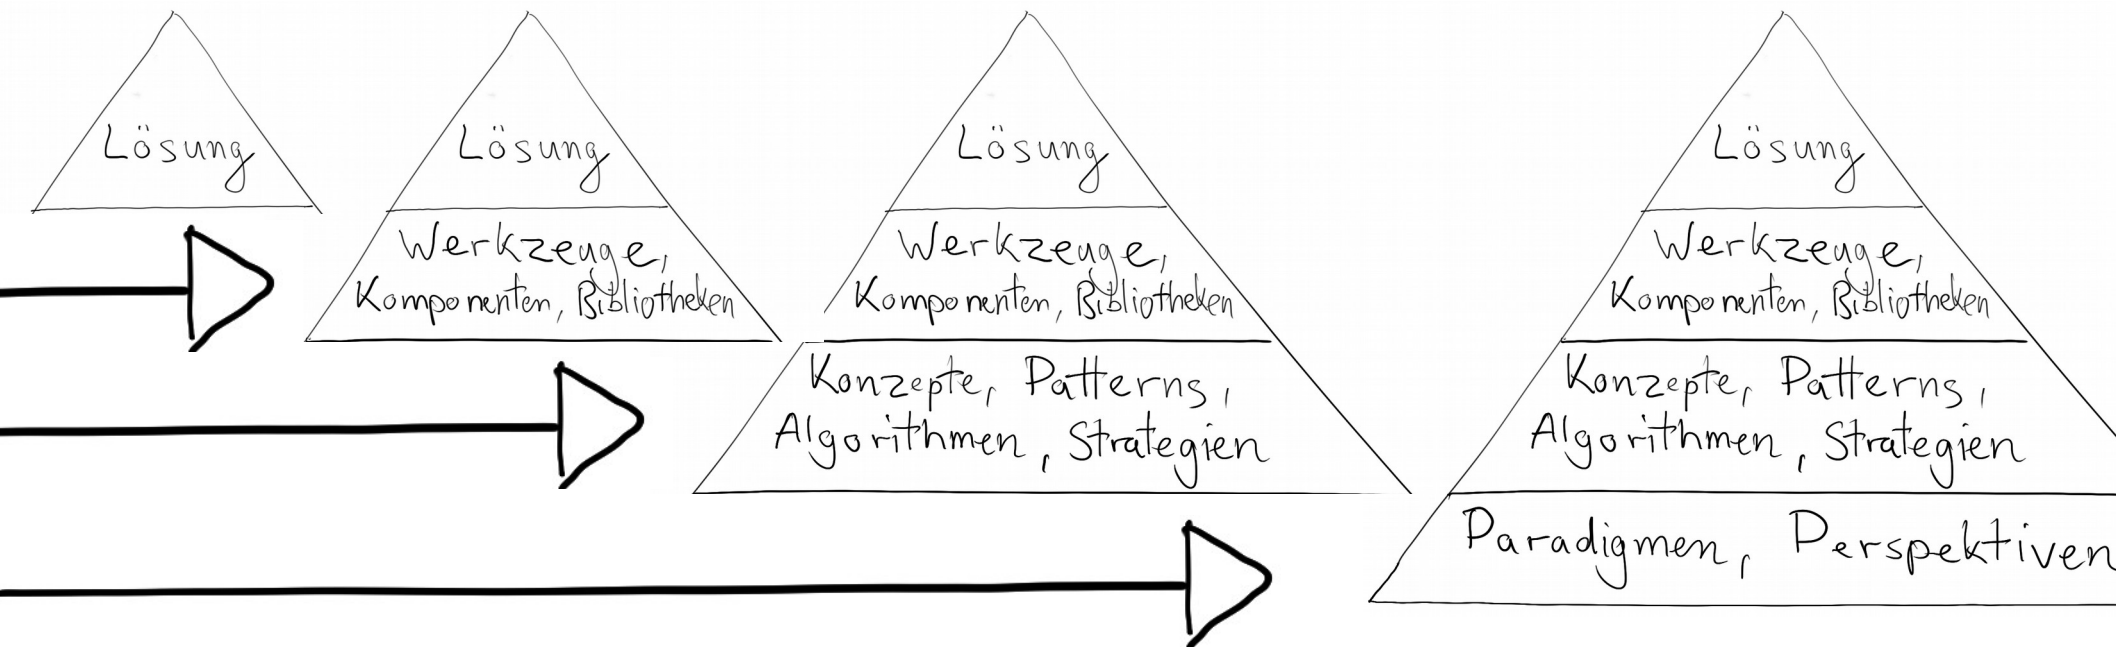 Lösung
Lösung
Werkzeuge,
Komponenten, Bibliotheken
Lösung
Werkzeuge,
Komponenten, Bibliotheken
Konzepte, Patterns,
Algorithmen, Strategien
Lösung
Werkzeuge,
Komponenten, Bibliotheken
Konzepte, Patterns,
Algorithmen, Strategien
Paradigmen, Perspektiven